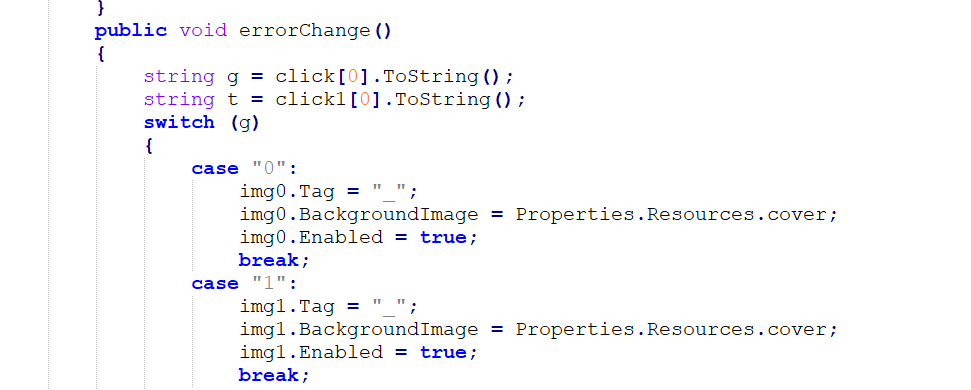 }
public void errorChange()
{
string g = click[0].ToString();
string t = click1[0].ToString();
switch (g)
{
case "0":
img0.Tag = "_";
img0.BackgroundImage = Properties.Resources.cover;
img0.Enabled = true;
break;
case "1":
img1.Tag = "_";
img1.BackgroundImage = Properties.Resources.cover;
img1.Enabled = true;
break;